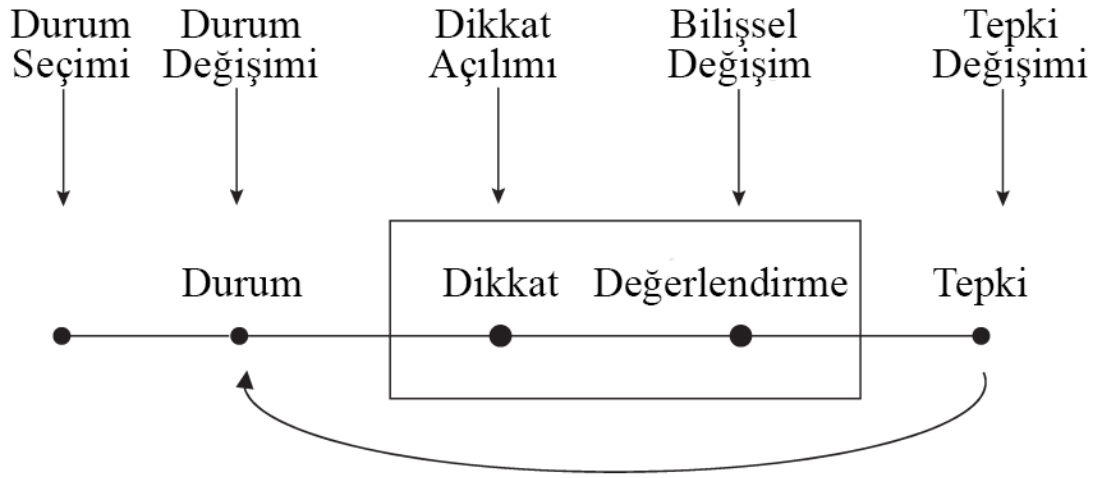 Durum
Seçimi
Durum
Değişimi
Dikkat
Açılımı
Bilişsel
Değişim
Tepki
Değişimi
Durum
Dikkat
Değerlendirme
Tepki